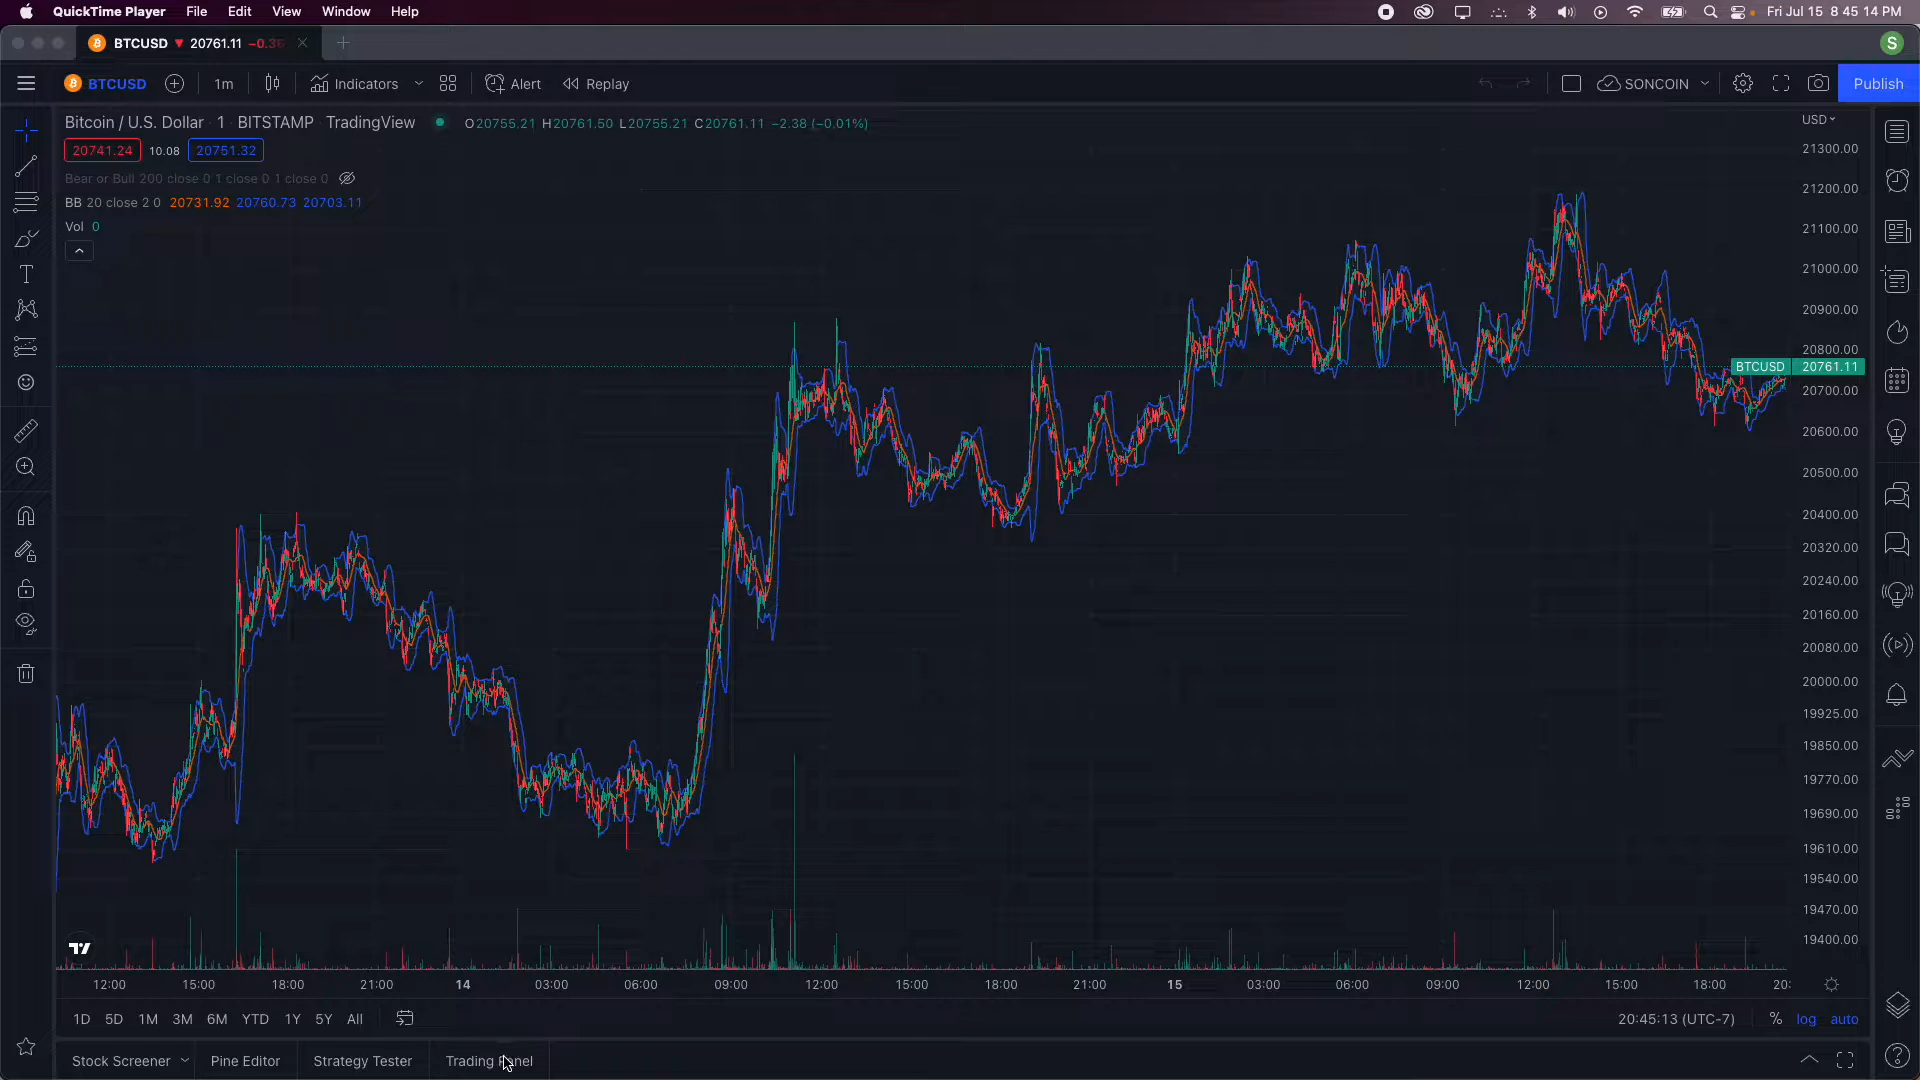 QuickTime Player File Edit View Window Help
Fri Jul 15 8 45 14 PM
BTCUSD ▼ 20761.11 −0.3
S
BTCUSD 1m Indicators Alert Replay SONCOIN Publish
Bitcoin / U.S. Dollar 1 BITSTAMP TradingView O20755.21 H20761.50 L20755.21 C20761.11 −2.38 (−0.01%)
USD
20741.24 10.08 20751.32
Bear or Bull 200 close 0 1 close 0 1 close 0
BB 20 close 2 0 20731.92 20760.73 20703.11
Vol 0
21300.00
21200.00
21100.00
21000.00
20900.00
20800.00
BTCUSD 20761.11
20700.00
20600.00
20500.00
20400.00
20320.00
20240.00
20160.00
20080.00
20000.00
19925.00
19850.00
19770.00
19690.00
19610.00
19540.00
19470.00
19400.00
12:00 15:00 18:00 21:00 14 03:00 06:00 09:00 12:00 15:00 18:00 21:00 15 03:00 06:00 09:00 12:00 15:00 18:00 20:
1D 5D 1M 3M 6M YTD 1Y 5Y All 20:45:13 (UTC-7) % log auto
Stock Screener Pine Editor Strategy Tester Trading Panel